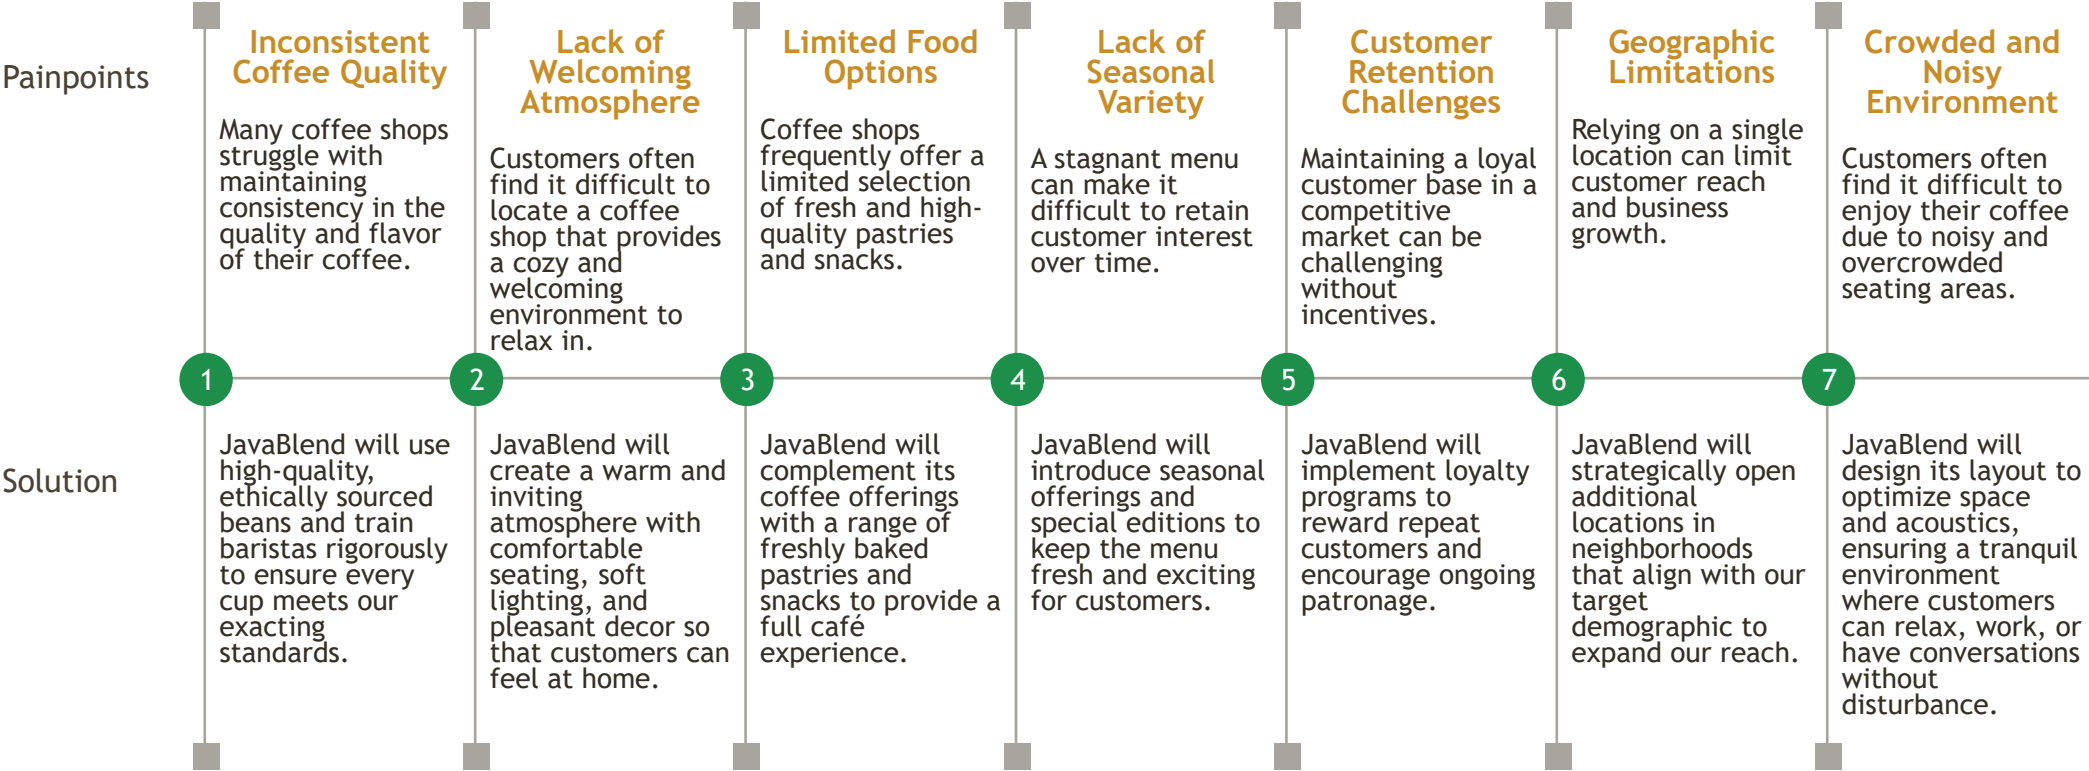 Painpoints
Inconsistent
Coffee Quality
Many coffee shops
struggle with
maintaining
consistency in the
quality and flavor
of their coffee.
Lack of
Welcoming
Atmosphere
Customers often
find it difficult to
locate a coffee
shop that provides
a cozy and
welcoming
environment to
relax in.
Limited Food
Options
Coffee shops
frequently offer a
limited selection
of fresh and high-
quality pastries
and snacks.
Lack of
Seasonal
Variety
A stagnant menu
can make it
difficult to retain
customer interest
over time.
Customer
Retention
Challenges
Maintaining a loyal
customer base in a
competitive
market can be
challenging
without
incentives.
Geographic
Limitations
Relying on a single
location can limit
customer reach
and business
growth.
Crowded and
Noisy
Environment
Customers often
find it difficult to
enjoy their coffee
due to noisy and
overcrowded
seating areas.
1
2
3
4
5
6
7
Solution
JavaBlend will use
high-quality,
ethically sourced
beans and train
baristas rigorously
to ensure every
cup meets our
exacting
standards.
JavaBlend will
create a warm and
inviting
atmosphere with
comfortable
seating, soft
lighting, and
pleasant decor so
that customers can
feel at home.
JavaBlend will
complement its
coffee offerings
with a range of
freshly baked
pastries and
snacks to provide a
full café
experience.
JavaBlend will
introduce seasonal
offerings and
special editions to
keep the menu
fresh and exciting
for customers.
JavaBlend will
implement loyalty
programs to
reward repeat
customers and
encourage ongoing
patronage.
JavaBlend will
strategically open
additional
locations in
neighborhoods
that align with our
target
demographic to
expand our reach.
JavaBlend will
design its layout to
optimize space
and acoustics,
ensuring a tranquil
environment
where customers
can relax, work, or
have conversations
without
disturbance.